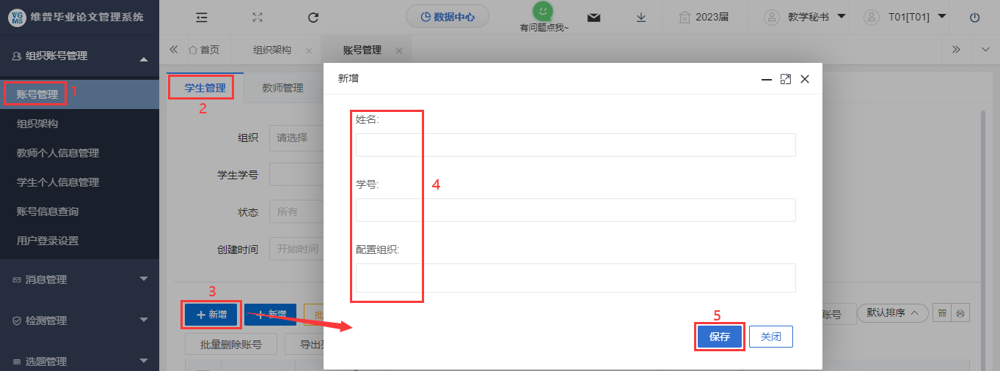 VGMS 维普毕业论文管理系统
数据中心
有问题点我~
2023届
教学秘书
T01[T01]
组织账号管理
首页
组织架构
账号管理
账号管理
1
组织架构
教师个人信息管理
学生个人信息管理
账号信息查询
用户登录设置
消息管理
检测管理
选题管理
学生管理
教师管理
2
组织
请选择
学生学号
状态
所有
创建时间
开始时间
3
新增
新增
批
账号
默认排序
批量删除账号
导出
新增
姓名:
学号:
4
配置组织:
5
保存
关闭